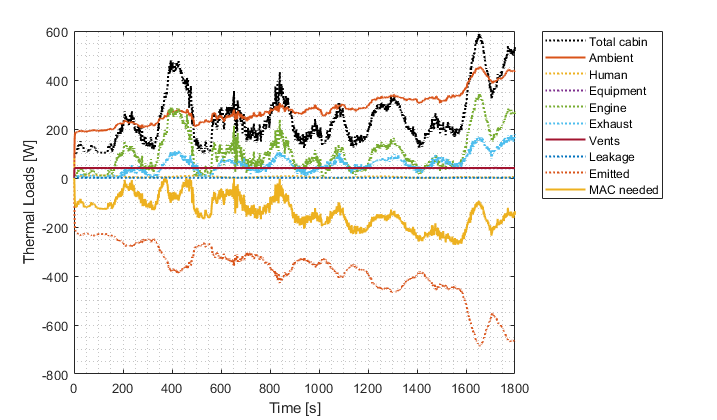 600
400
200
0
-200
-400
-600
-800
Thermal Loads [W]
0 200 400 600 800 1000 1200 1400 1600 1800
Time [s]
Total cabin
Ambient
Human
Equipment
Engine
Exhaust
Vents
Leakage
Emitted
MAC needed